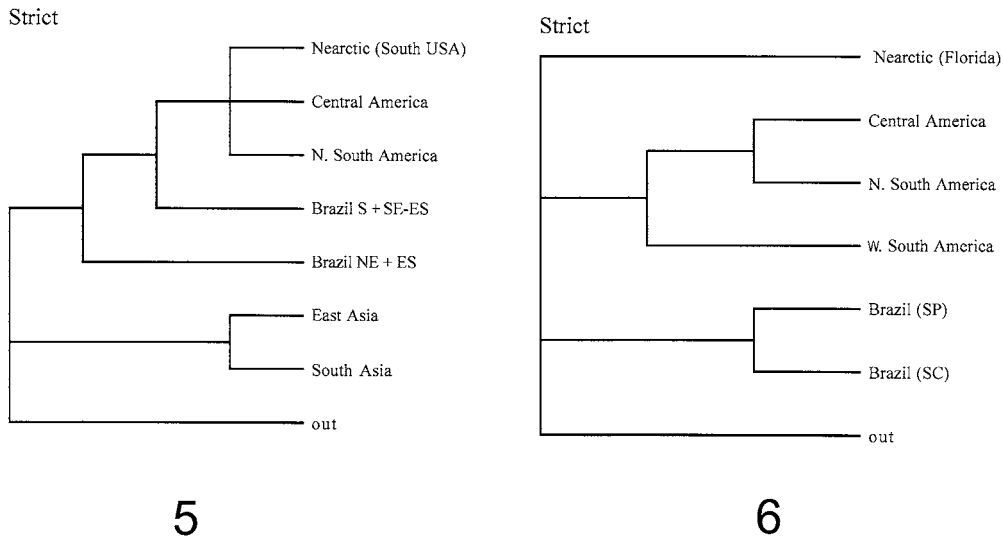 Strict
Nearctic (South USA)
Central America
N. South America
Brazil S + SE-ES
Brazil NE + ES
East Asia
South Asia
out
5
Strict
Nearctic (Florida)
Central America
N. South America
W. South America
Brazil (SP)
Brazil (SC)
out
6